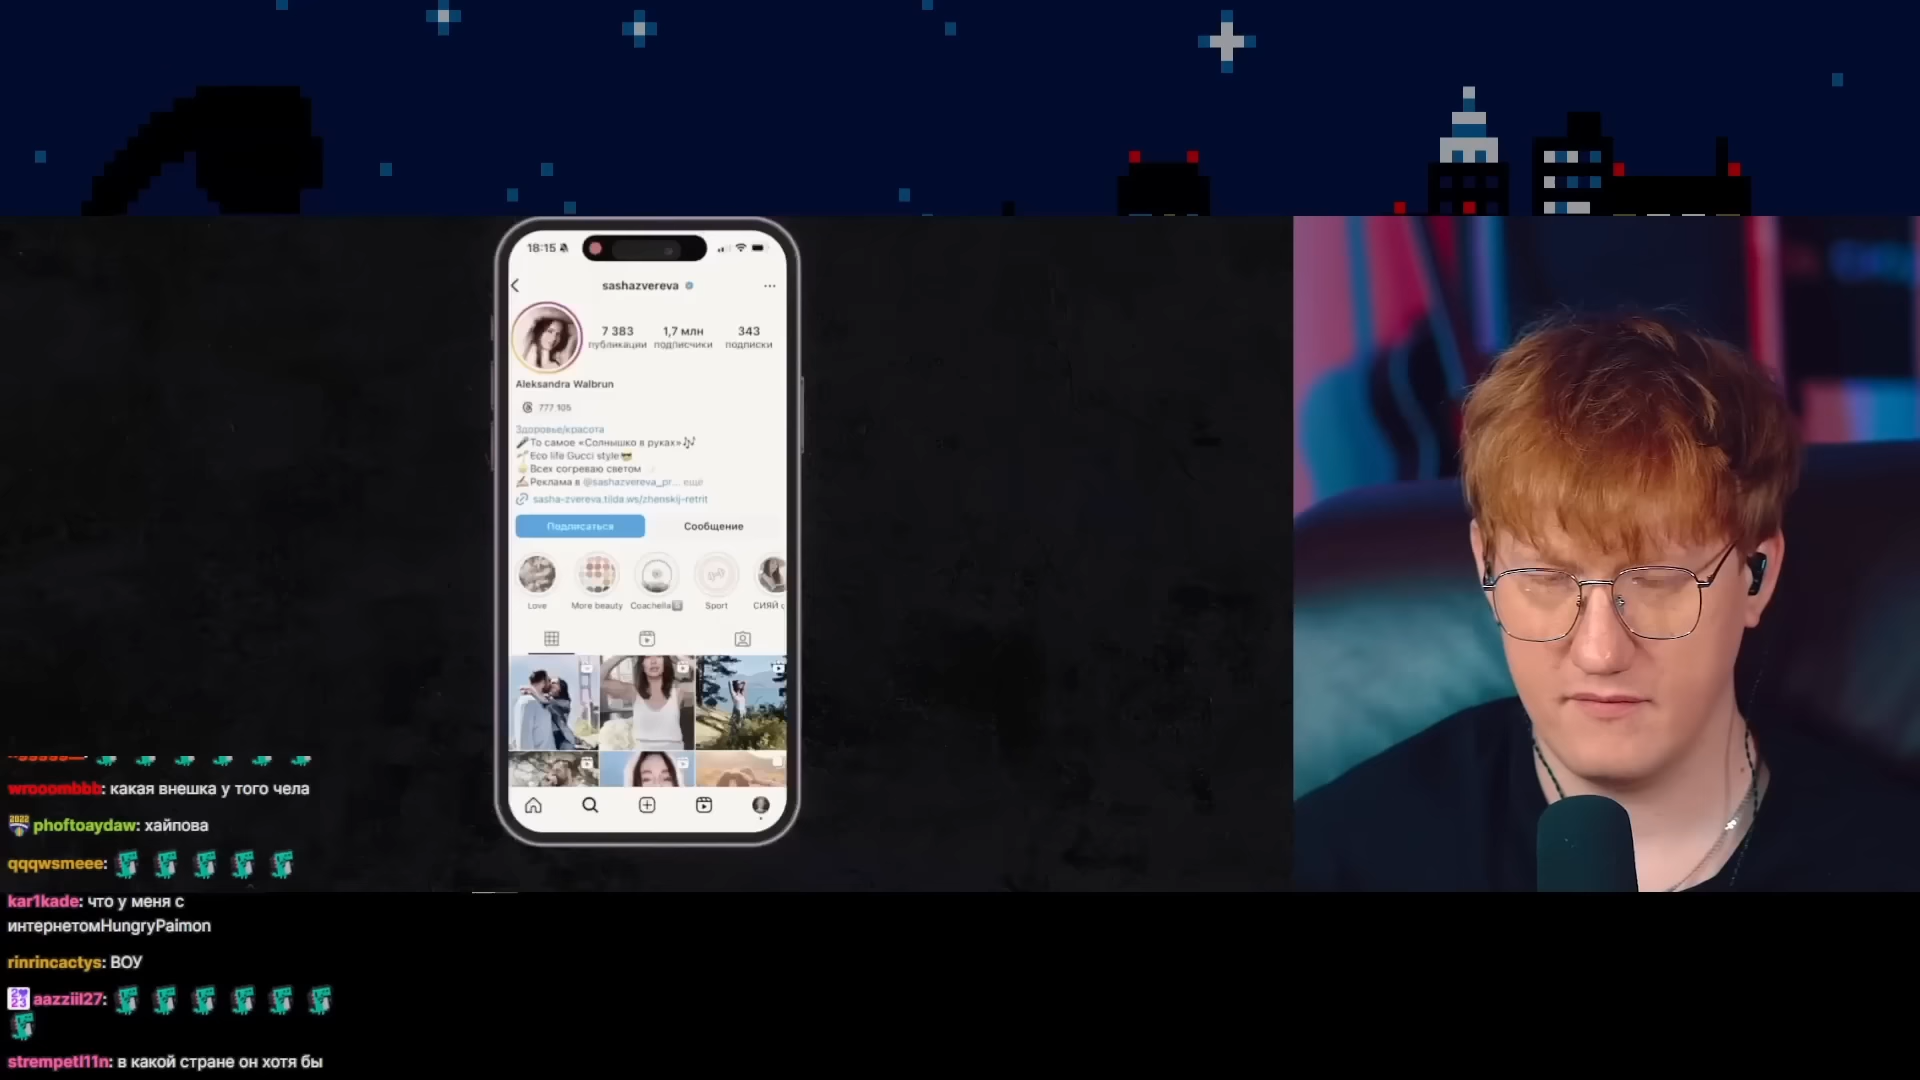 18:15
sashazvereva
7 383
1,7 млн
343
публикации
подписчики
подписки
Aleksandra Walbrun
777 105
Здоровье/красота
То самое «Солнышко в руках»
Eco life Gucci style
Всех согреваю светом
Реклама в @sashazvereva_pr... ещё
sasha-zvereva.tilda.ws/zhenskij-retrit
Подписаться
Сообщение
Love
More beauty
Coachella
Sport
СИЯЙ с
wrooombbb: какая внешка у того чела
2022 phoftoaydaw: хайпова
qqqwsmeee:
kar1kade: что у меня с
интернетомHungryPaimon
rinrincactys: ВОУ
aazziil27:
strempetl11n: в какой стране он хотя бы